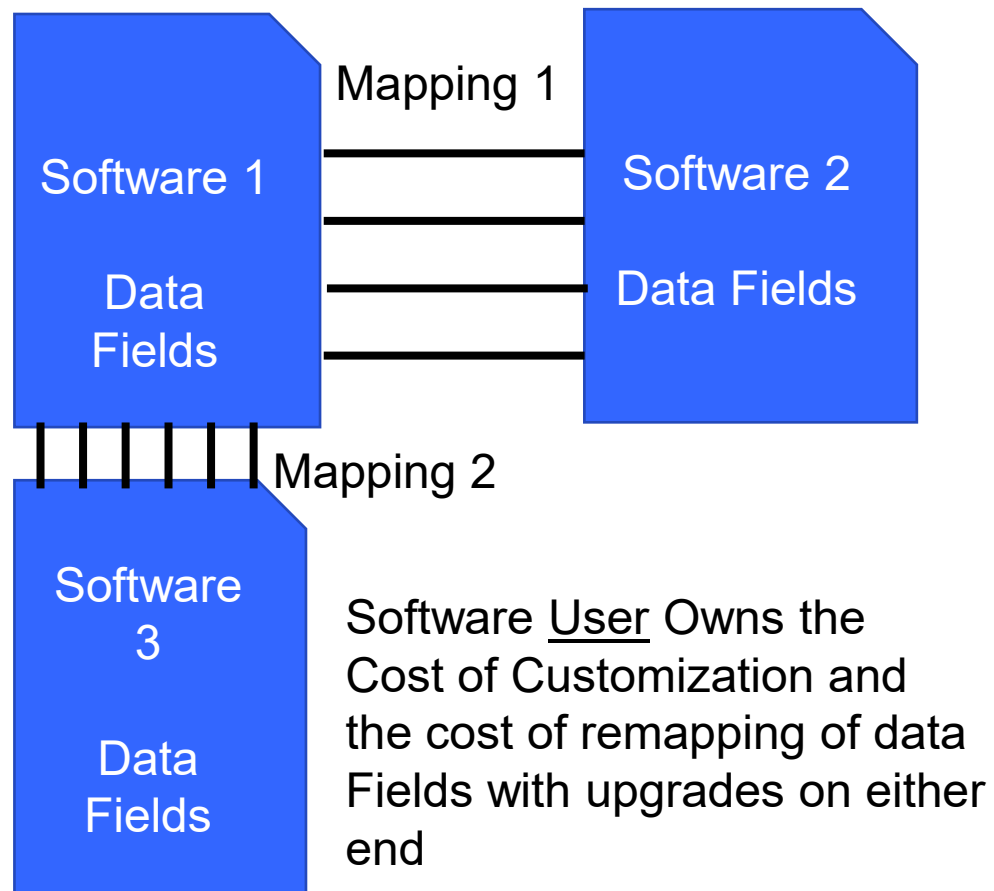 Mapping 1
Software 1
Data
Fields
Software 2
Data Fields
Mapping 2
Software
3
Data
Fields
Software User Owns the
Cost of Customization and
the cost of remapping of data
Fields with upgrades on either
end